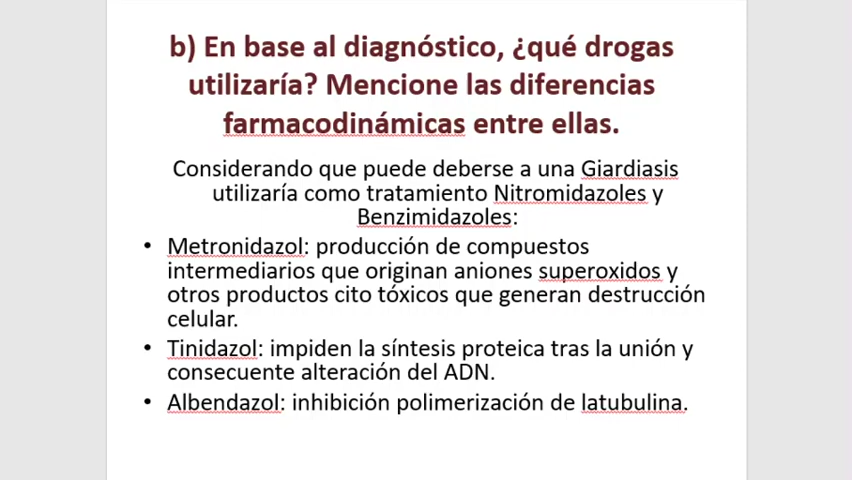 b) En base al diagnóstico, ¿qué drogas
utilizaría? Mencione las diferencias
farmacodinámicas entre ellas.
Considerando que puede deberse a una Giardiasis
utilizaría como tratamiento Nitromidazoles y
Benzimidazoles:
• Metronidazol: producción de compuestos
intermediarios que originan aniones superoxidos y
otros productos cito tóxicos que generan destrucción
celular.
• Tinidazol: impiden la síntesis proteica tras la unión y
consecuente alteración del ADN.
• Albendazol: inhibición polimerización de latubulina.